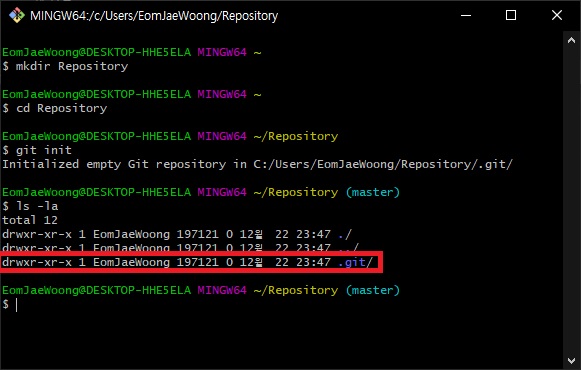 MINGW64:/c/Users/EomJaeWoong/Repository
EomJaeWoong@DESKTOP-HHE5ELA MINGW64 ~
$ mkdir Repository
EomJaeWoong@DESKTOP-HHE5ELA MINGW64 ~
$ cd Repository
EomJaeWoong@DESKTOP-HHE5ELA MINGW64 ~/Repository
$ git init
Initialized empty Git repository in C:/Users/EomJaeWoong/Repository/.git/
EomJaeWoong@DESKTOP-HHE5ELA MINGW64 ~/Repository (master)
$ ls -la
total 12
drwxr-xr-x 1 EomJaeWoong 197121 0 12월 22 23:47 ./
drwxr-xr-x 1 EomJaeWoong 197121 0 12월 22 23:47 ../
drwxr-xr-x 1 EomJaeWoong 197121 0 12월 22 23:47 .git/
EomJaeWoong@DESKTOP-HHE5ELA MINGW64 ~/Repository (master)
$